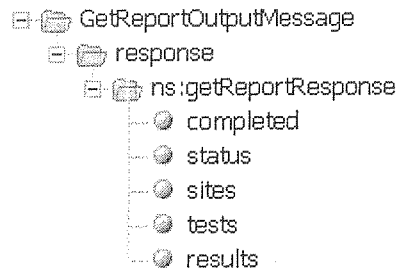 GetReportOutputMessage
response
ns:getReportResponse
completed
status
sites
tests
results